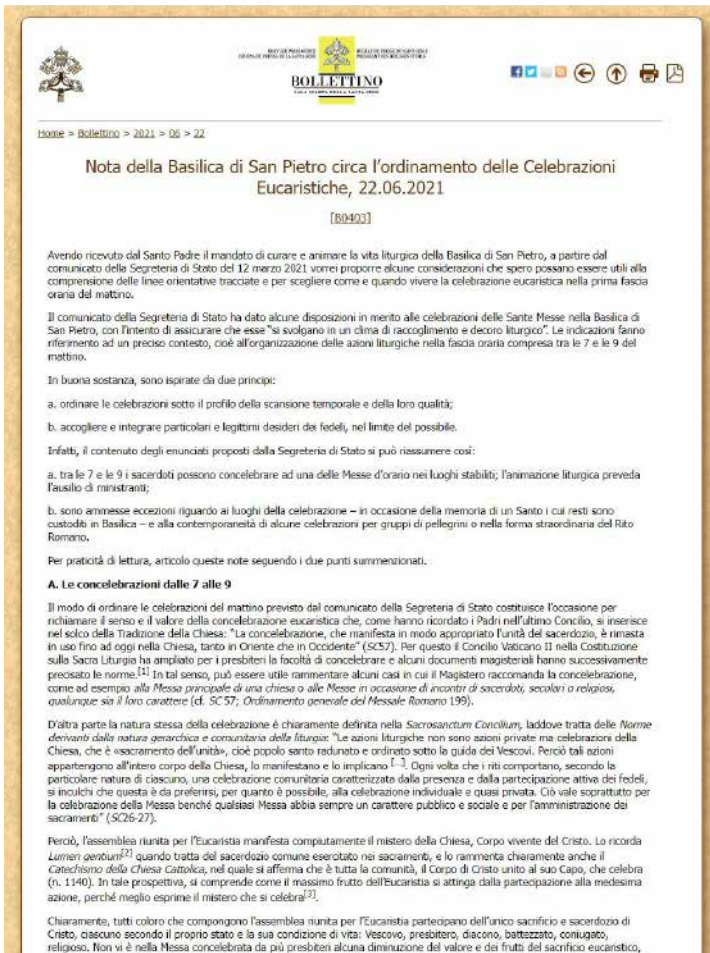 BOLLETTINO
SALA STAMPA DELLA SANTA SEDE
Home > Bollettino > 2021 > 06 > 22
Nota della Basilica di San Pietro circa l'ordinamento delle Celebrazioni
Eucaristiche, 22.06.2021
[B0403]
Avendo ricevuto dal Santo Padre il mandato di curare e animare la vita liturgica della Basilica di San Pietro, a partire dal
comunicato della Segreteria di Stato del 12 marzo 2021 vorrei proporre alcune considerazioni che spero possano essere utili alla
comprensione delle linee orientative tracciate e per scegliere come e quando vivere la celebrazione eucaristica nella prima fascia
oraria del mattino.
Il comunicato della Segreteria di Stato ha dato alcune disposizioni in merito alle celebrazioni delle Sante Messe nella Basilica di
San Pietro, con l'intento di assicurare che esse "si svolgano in un clima di raccoglimento e decoro liturgico". Le indicazioni fanno
riferimento ad un preciso contesto, cioè all'organizzazione delle azioni liturgiche nella fascia oraria compresa tra le 7 e le 9 del
mattino.
In buona sostanza, sono ispirate da due principi:
a. ordinare le celebrazioni sotto il profilo della scansione temporale e della loro qualità;
b. accogliere e integrare particolari e legittimi desideri dei fedeli, nel limite del possibile.
Infatti, il contenuto degli enunciati proposti dalla Segreteria di Stato si può riassumere così:
a. tra le 7 e le 9 i sacerdoti possono concelebrare ad una delle Messe d'orario nei luoghi stabiliti; l'animazione liturgica preveda
l'ausilio di ministranti;
b. sono ammesse eccezioni riguardo ai luoghi della celebrazione – in occasione della memoria di un Santo i cui resti sono
custoditi in Basilica – e alla contemporaneità di alcune celebrazioni per gruppi di pellegrini o nella forma straordinaria del Rito
Romano.
Per praticità di lettura, articolo queste note seguendo i due punti summenzionati.
A. Le concelebrazioni dalle 7 alle 9
Il modo di ordinare le celebrazioni del mattino previsto dal comunicato della Segreteria di Stato costituisce l'occasione per
richiamare il senso e il valore della concelebrazione eucaristica che, come hanno ricordato i Padri nell'ultimo Concilio, si inserisce
nel solco della Tradizione della Chiesa: "La concelebrazione, che manifesta in modo appropriato l'unità del sacerdozio, è rimasta
in uso fino ad oggi nella Chiesa, tanto in Oriente che in Occidente" (SC57). Per questo il Concilio Vaticano II nella Costituzione
sulla Sacra Liturgia ha ampliato per i presbiteri la facoltà di concelebrare e alcuni documenti magisteriali hanno successivamente
precisato le norme.[1] In tal senso, può essere utile rammentare alcuni casi in cui il Magistero raccomanda la concelebrazione,
come ad esempio alla Messa principale di una chiesa o alle Messe in occasione di incontri di sacerdoti, secolari o religiosi,
qualunque sia il loro carattere (cf. SC 57; Ordinamento generale del Messale Romano 199).
D'altra parte la natura stessa della celebrazione è chiaramente definita nella Sacrosanctum Concilium, laddove tratta delle Norme
derivanti dalla natura gerarchica e comunitaria della liturgia: "Le azioni liturgiche non sono azioni private ma celebrazioni della
Chiesa, che è «sacramento dell'unità», cioè popolo santo radunato e ordinato sotto la guida dei Vescovi. Perciò tali azioni
appartengono all'intero corpo della Chiesa, lo manifestano e lo implicano [...]. Ogni volta che i riti comportano, secondo la
particolare natura di ciascuno, una celebrazione comunitaria caratterizzata dalla presenza e dalla partecipazione attiva dei fedeli,
si inculchi che questa è da preferirsi, per quanto è possibile, alla celebrazione individuale e quasi privata. Ciò vale soprattutto per
la celebrazione della Messa benché qualsiasi Messa abbia sempre un carattere pubblico e sociale e per l'amministrazione dei
sacramenti" (SC26-27).
Perciò, l'assemblea riunita per l'Eucaristia manifesta compiutamente il mistero della Chiesa, Corpo vivente del Cristo. Lo ricorda
Lumen gentium[2] quando tratta del sacerdozio comune esercitato nei sacramenti, e lo rammenta chiaramente anche il
Catechismo della Chiesa Cattolica, nel quale si afferma che è tutta la comunità, il Corpo di Cristo unito al suo Capo, che celebra
(n. 1140). In tale prospettiva, si comprende come il massimo frutto dell'Eucaristia si attinga dalla partecipazione alla medesima
azione, perché meglio esprime il mistero che si celebra[3].
Chiaramente, tutti coloro che compongono l'assemblea riunita per l'Eucaristia partecipano dell'unico sacrificio e sacerdozio di
Cristo, ciascuno secondo il proprio stato e la sua condizione di vita: Vescovo, presbitero, diacono, battezzato, coniugato,
religioso. Non vi è nella Messa concelebrata da più presbiteri alcuna diminuzione del valore e dei frutti del sacrificio eucaristico,